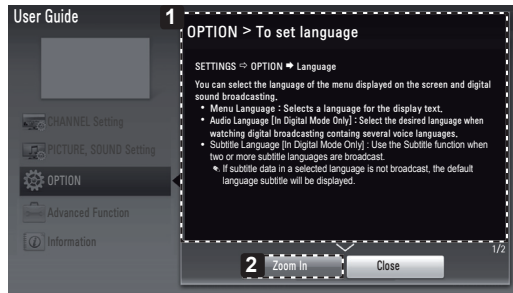 User Guide
1
OPTION > To set language
SETTINGS ⇨ OPTION ➡ Language
You can select the language of the menu displayed on the screen and digital
sound broadcasting.
• Menu Language : Selects a language for the display text.
• Audio Language [In Digital Mode Only] : Select the desired language when
watching digital broadcasting containg several voice languages.
• Subtitle Language [In Digital Mode Only] : Use the Subtitle function when
two or more subtitle languages are broadcast.
If subtitle data in a selected language is not broadcast, the default
language subtitle will be displayed.
CHANNEL Setting
PICTURE, SOUND Setting
OPTION
Advanced Function
Information
1/2
2
Zoom In
Close